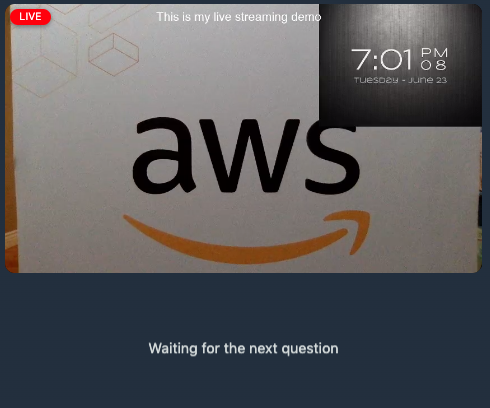 LIVE
This is my live streaming demo
7:01 PM
08
Tuesday - June 23
aws
Waiting for the next question